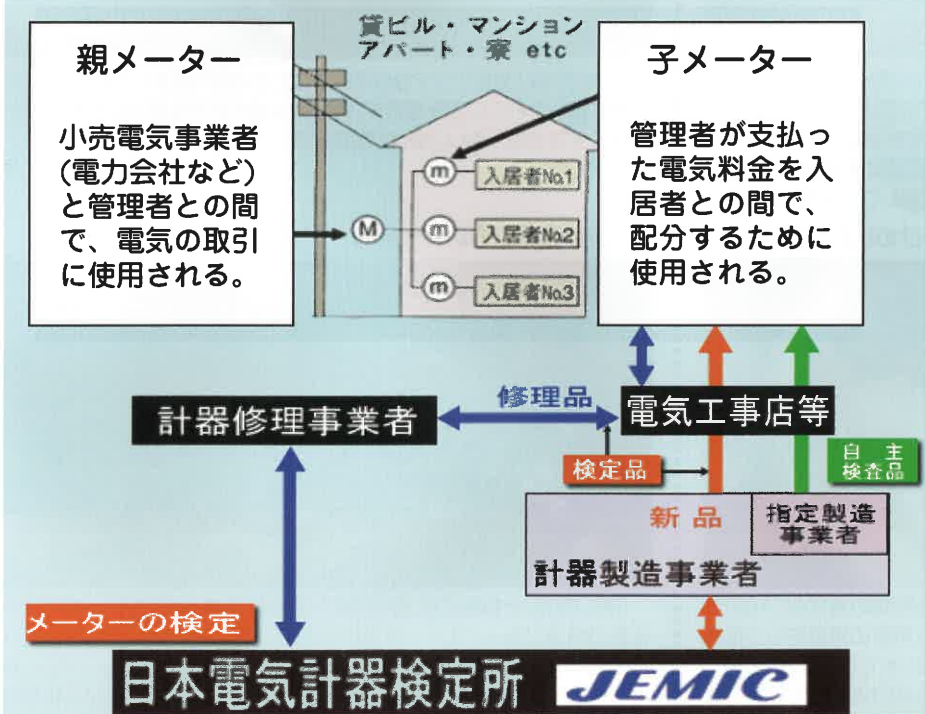 貸ビル・マンション
アパート・寮 etc
親メーター
小売電気事業者
(電力会社など)
と管理者との間
で、電気の取引
に使用される。
子メーター
管理者が支払っ
た電気料金を入
居者との間で、
配分するために
使用される。
m
入居者No.1
M
m
入居者No.2
m
入居者No.3
計器修理事業者
修理品
電気工事店等
検定品
自主
検査品
新品
指定製造
事業者
計器製造事業者
メーターの検定
日本電気計器検定所
JEMIC